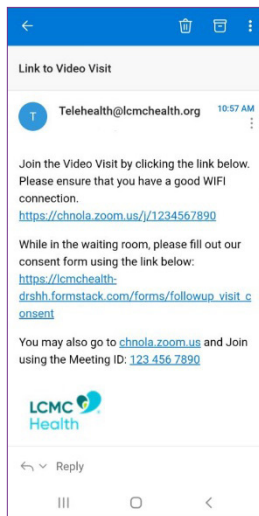 Link to Video Visit
T
Telehealth@lcmchealth.org
10:57 AM
Join the Video Visit by clicking the link below.
Please ensure that you have a good WIFI
connection.
https://chnola.zoom.us/j/1234567890
While in the waiting room, please fill out our
consent form using the link below:
https://lcmchealth-
drshh.formstack.com/forms/followup_visit_c
onsent
You may also go to chnola.zoom.us and Join
using the Meeting ID: 123 456 7890
LCMC
Health
Reply